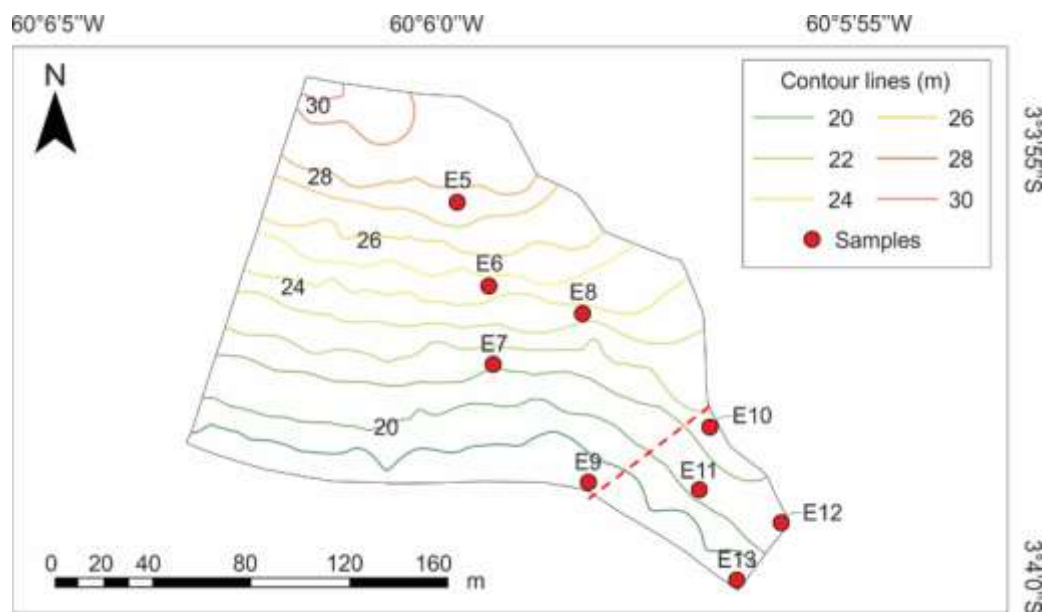 60°6'5"W 60°6'0"W 60°5'55"W
N
Contour lines (m)
20 26
22 28
24 30
Samples
3°3'55"S
30
28
E5
26
E6
24
E8
E7
E10
20
E9
E11
E12
E13
3°4'0"S
0 20 40 80 120 160
m